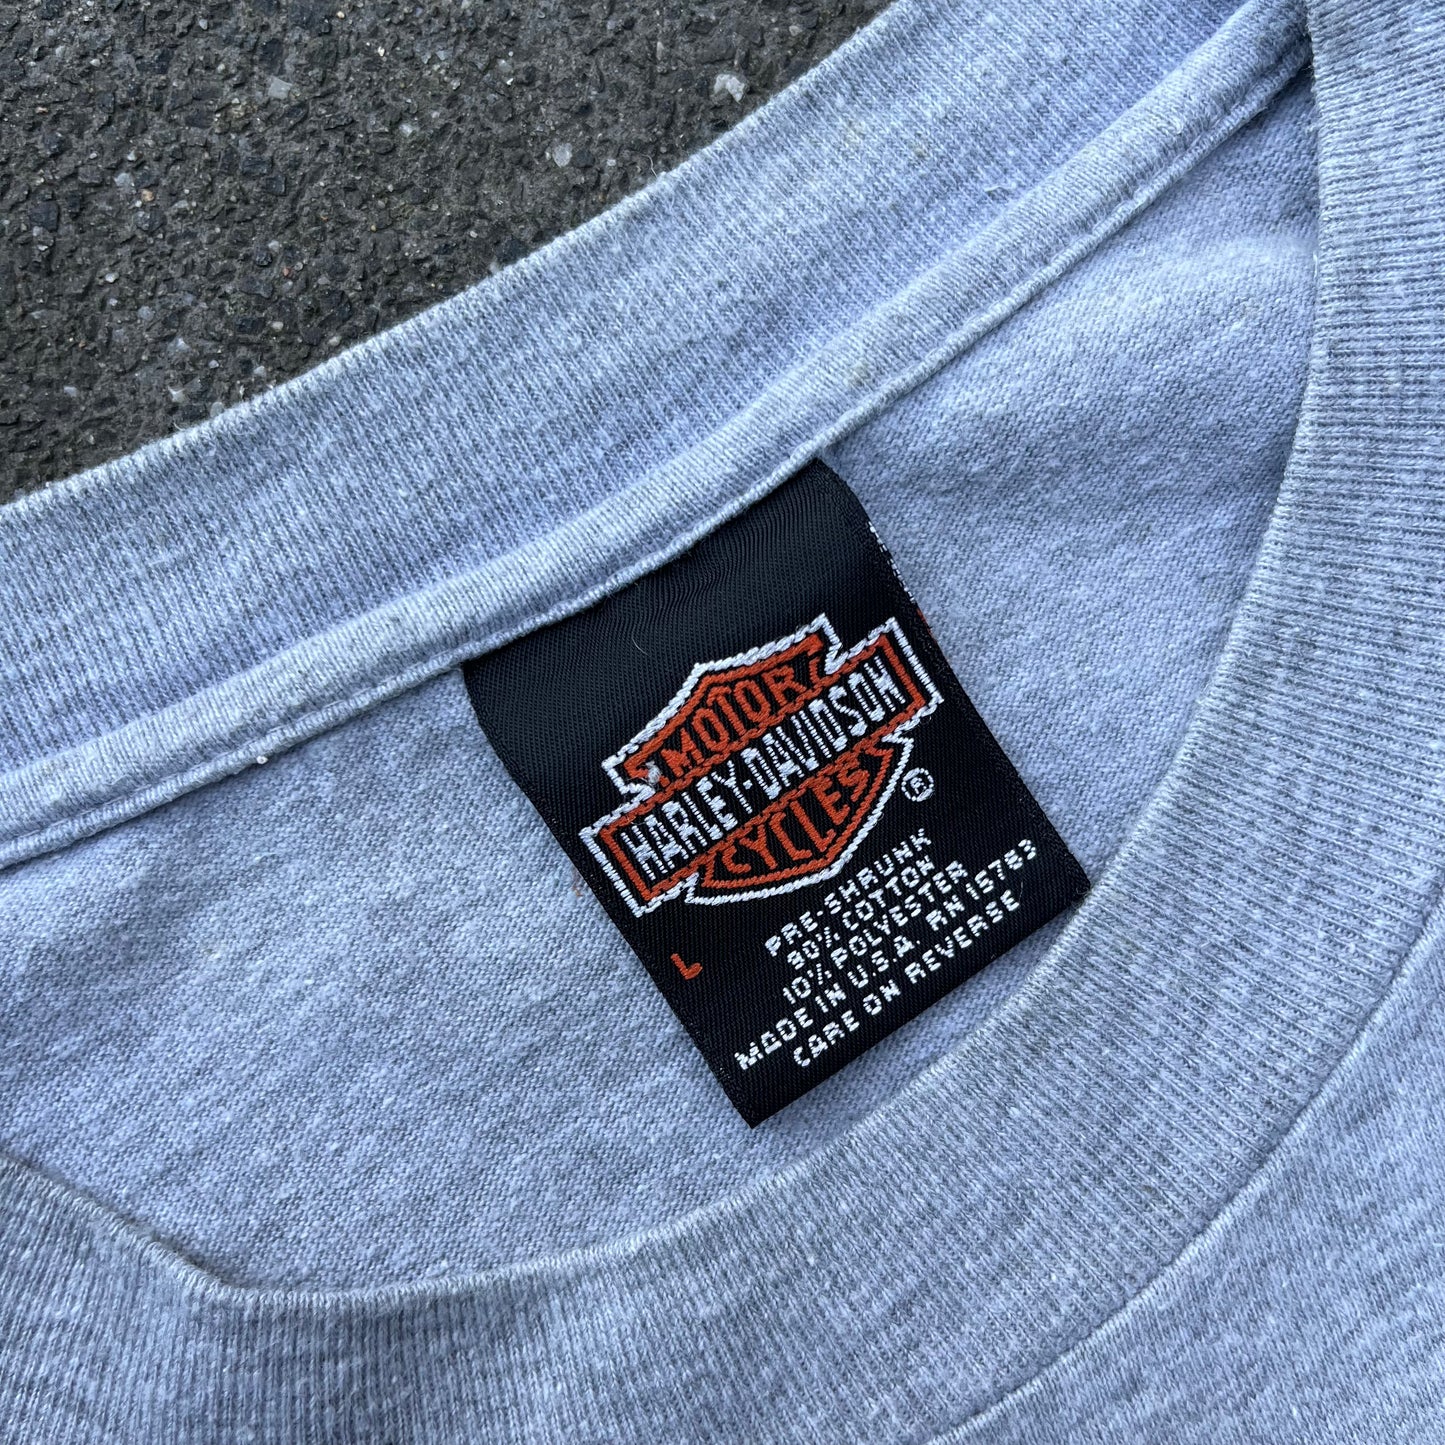 MOTOR
HARLEY-DAVIDSON
CYCLES
®
L
PRE-SHRUNK
90% COTTON
10% POLYESTER
MADE IN U.S.A. RN 15763
CARE ON REVERSE